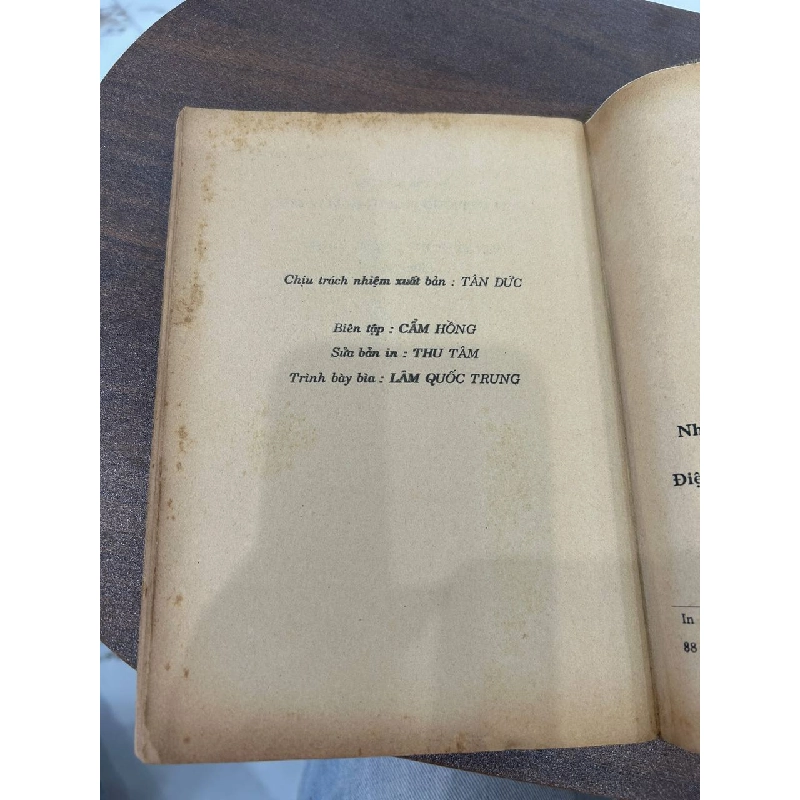 Chịu trách nhiệm xuất bản : TÂN ĐỨC
Biên tập : CẨM HỒNG
Sửa bản in : THU TÂM
Trình bày bìa : LÂM QUỐC TRUNG
Nh
Điệ
In
88